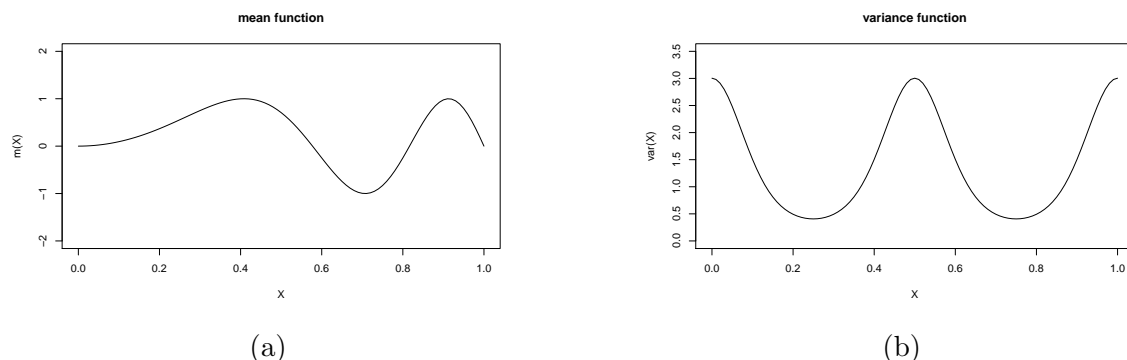 mean function
2
1
0
−1
−2
m(X)
0.0 0.2 0.4 0.6 0.8 1.0
X
(a)
variance function
3.5
3.0
2.5
2.0
1.5
1.0
0.5
0.0
var(X)
0.0 0.2 0.4 0.6 0.8 1.0
X
(b)